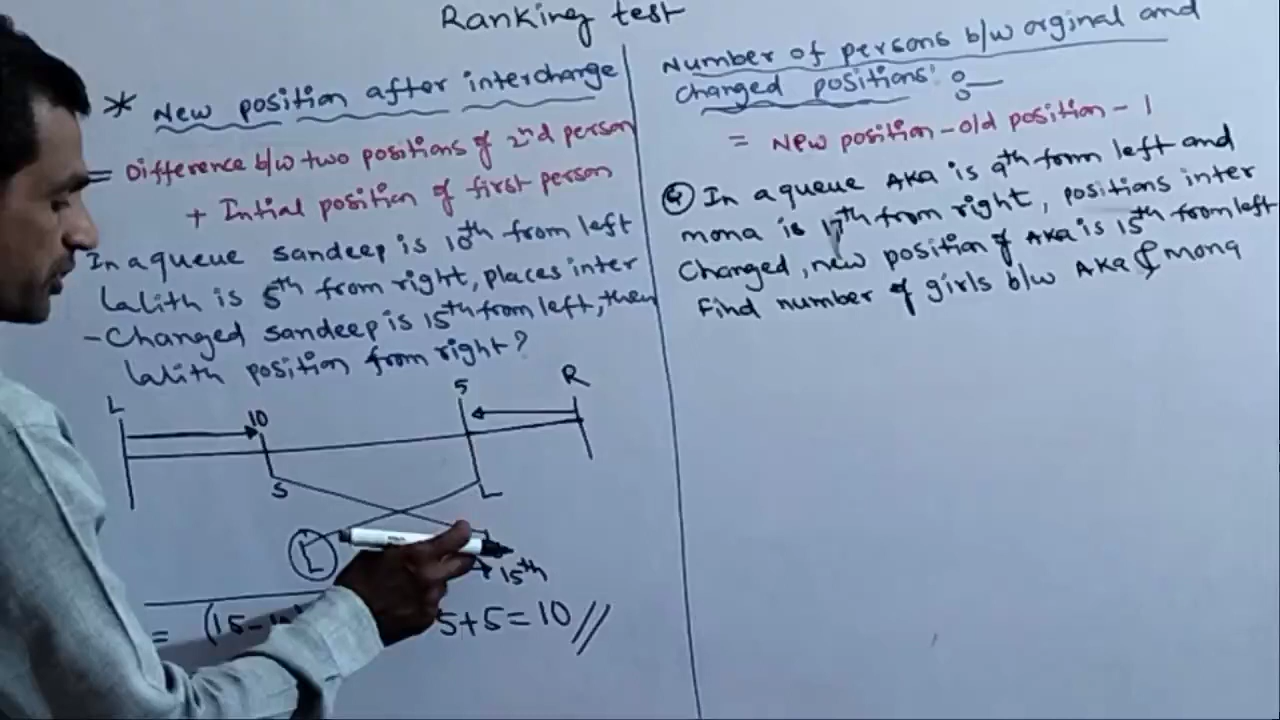 Ranking test
* New position after interchange
= Difference b/w two positions of 2nd person
+ Intial position of first person
In a queue sandeep is 10th from left
lalith is 5th from right, places inter
- Changed sandeep is 15th from left, then
lalith position from right?
L 10 5 R
S L
L
15th
= (15-10)
5+5=10 //
Number of persons b/w orginal and
changed positions:
= New position - old position - 1
Q In a queue AKA is 9th from left and
mona is 17th from right, positions inter
Changed, new position of AKA is 15th from left
Find number of girls b/w AKA & mona